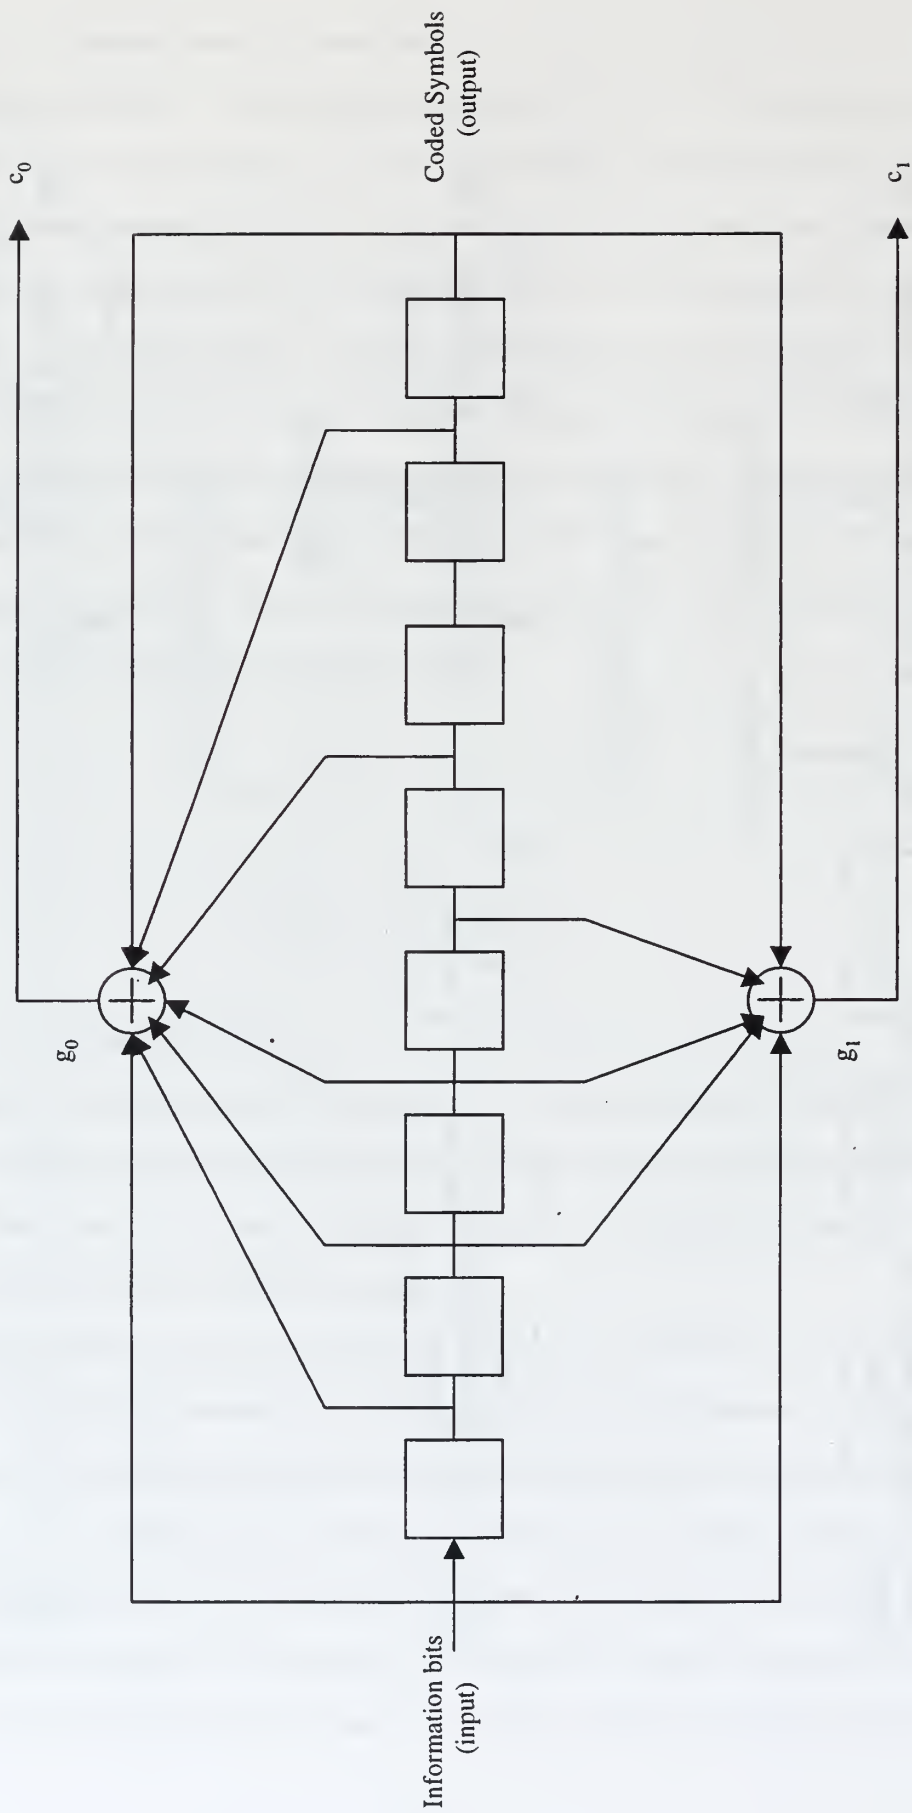 c₀
Coded Symbols
(output)
c₁
g₀
g₁
Information bits
(input)